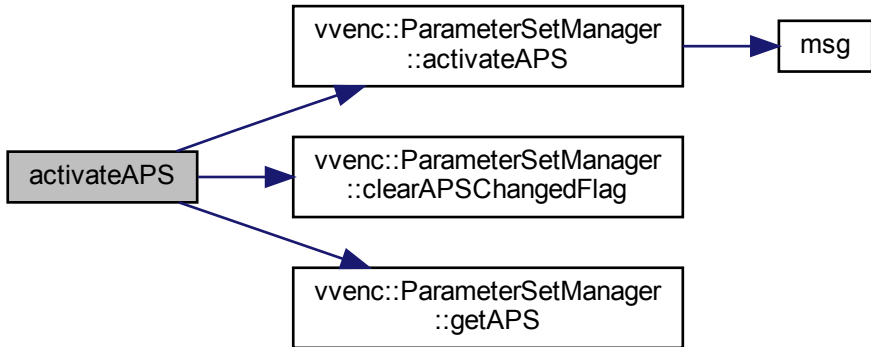 vvenc::ParameterSetManager
::activateAPS
msg
activateAPS
vvenc::ParameterSetManager
::clearAPSChangedFlag
vvenc::ParameterSetManager
::getAPS